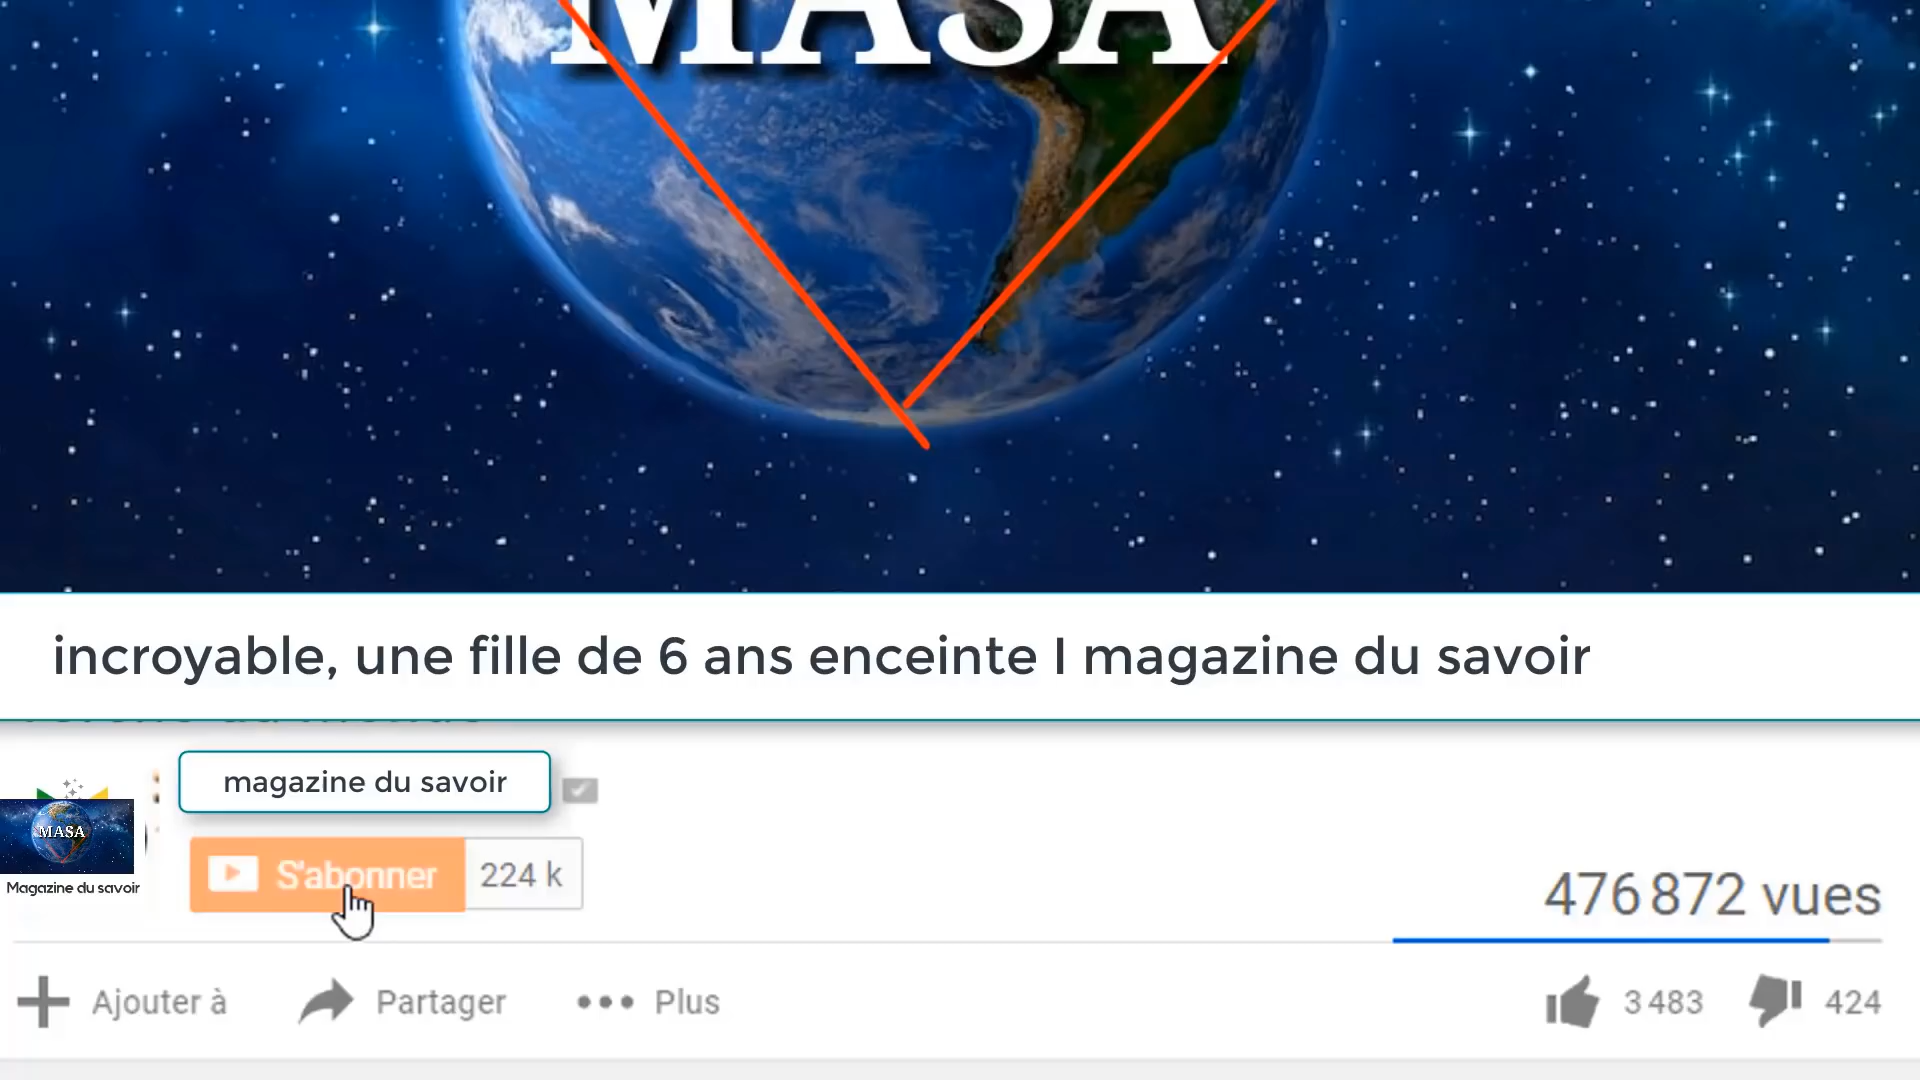 MASA
incroyable, une fille de 6 ans enceinte I magazine du savoir
magazine du savoir
MASA
Magazine du savoir
S'abonner
224 k
476 872 vues
Ajouter à
Partager
Plus
3 483
424